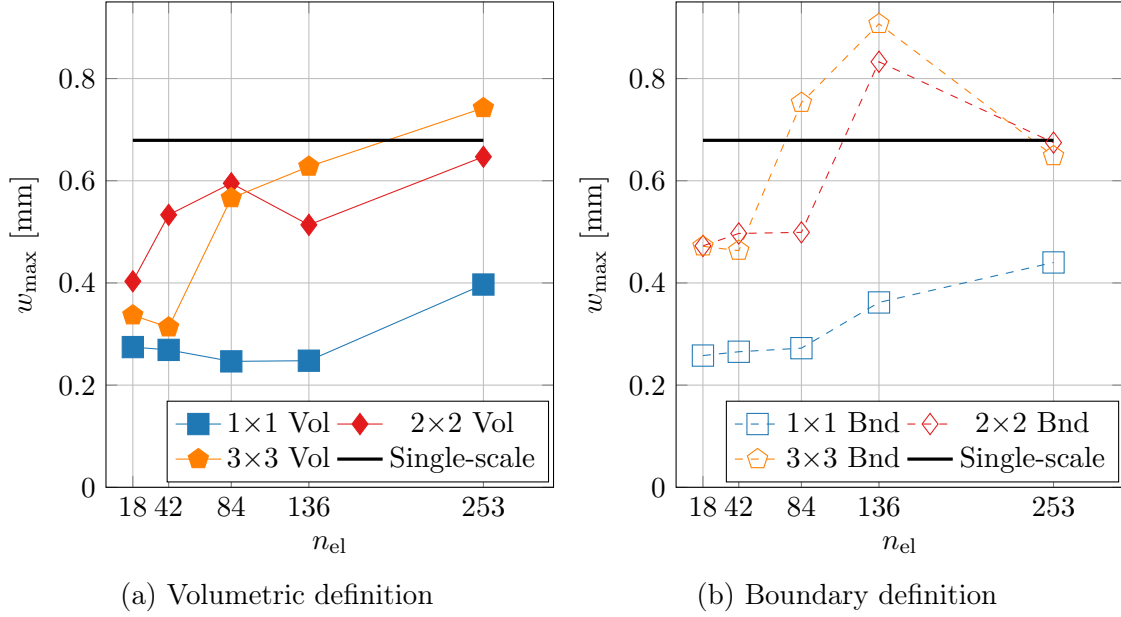 0.8
0.6
0.4
0.2
0
w_max [mm]
1×1 Vol
2×2 Vol
3×3 Vol
Single-scale
18 42 84 136 253
n_el
(a) Volumetric definition
0.8
0.6
0.4
0.2
0
w_max [mm]
1×1 Bnd
2×2 Bnd
3×3 Bnd
Single-scale
18 42 84 136 253
n_el
(b) Boundary definition